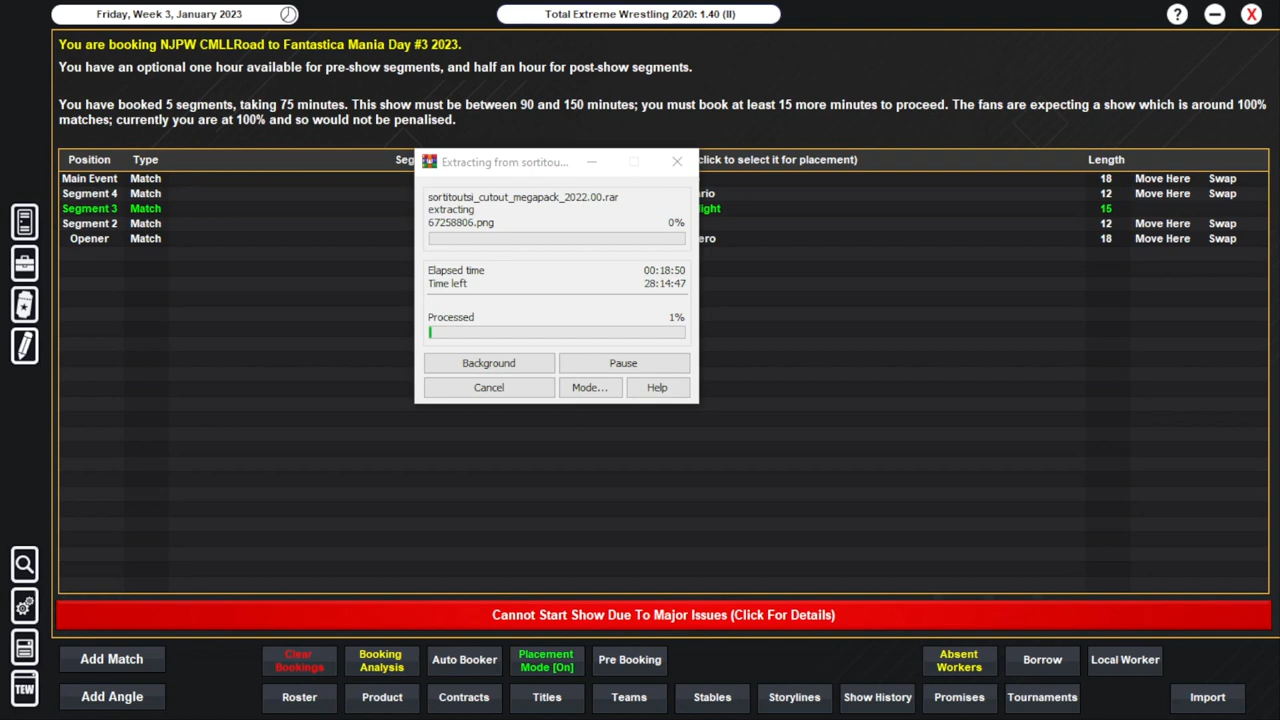 Friday, Week 3, January 2023
Total Extreme Wrestling 2020: 1.40 (II)
? X
You are booking NJPW CMLLRoad to Fantastica Mania Day #3 2023.
You have an optional one hour available for pre-show segments, and half an hour for post-show segments.
You have booked 5 segments, taking 75 minutes. This show must be between 90 and 150 minutes; you must book at least 15 more minutes to proceed. The fans are expecting a show which is around 100%
matches; currently you are at 100% and so would not be penalised.
Position Type Seg click to select it for placement) Length
Main Event Match 18 Move Here Swap
Segment 4 Match rio 12 Move Here Swap
Segment 3 Match light 15
Segment 2 Match 12 Move Here Swap
Opener Match ero 18 Move Here Swap
Extracting from sortitou...
sortitoutsi_cutout_megapack_2022.00.rar
extracting
67258806.png 0%
Elapsed time 00:18:50
Time left 28:14:47
Processed 1%
Background Pause
Cancel Mode... Help
Cannot Start Show Due To Major Issues (Click For Details)
Add Match Clear Bookings Booking Analysis Auto Booker Placement Mode [On] Pre Booking Absent Workers Borrow Local Worker
TEW Add Angle Roster Product Contracts Titles Teams Stables Storylines Show History Promises Tournaments Import